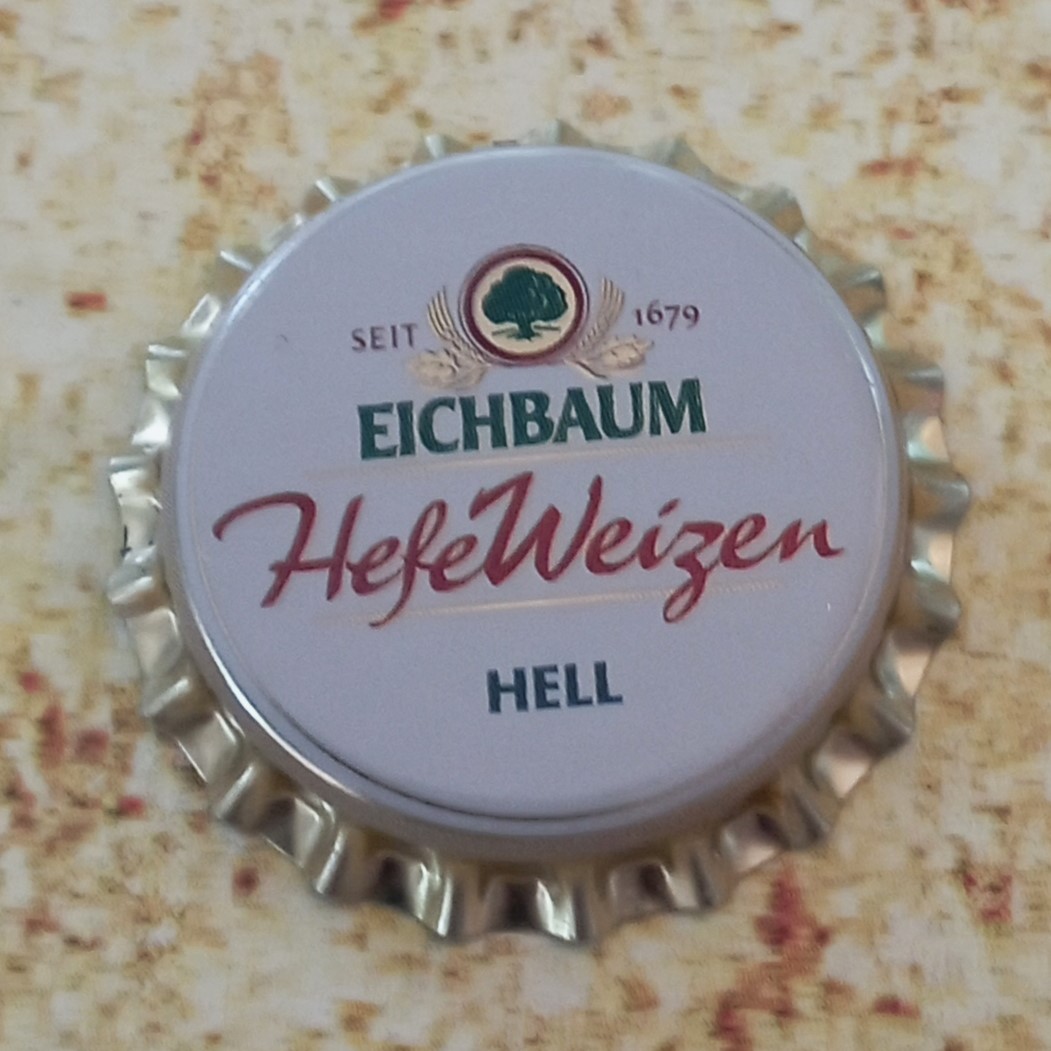 SEIT 1679
EICHBAUM
HefeWeizen
HELL